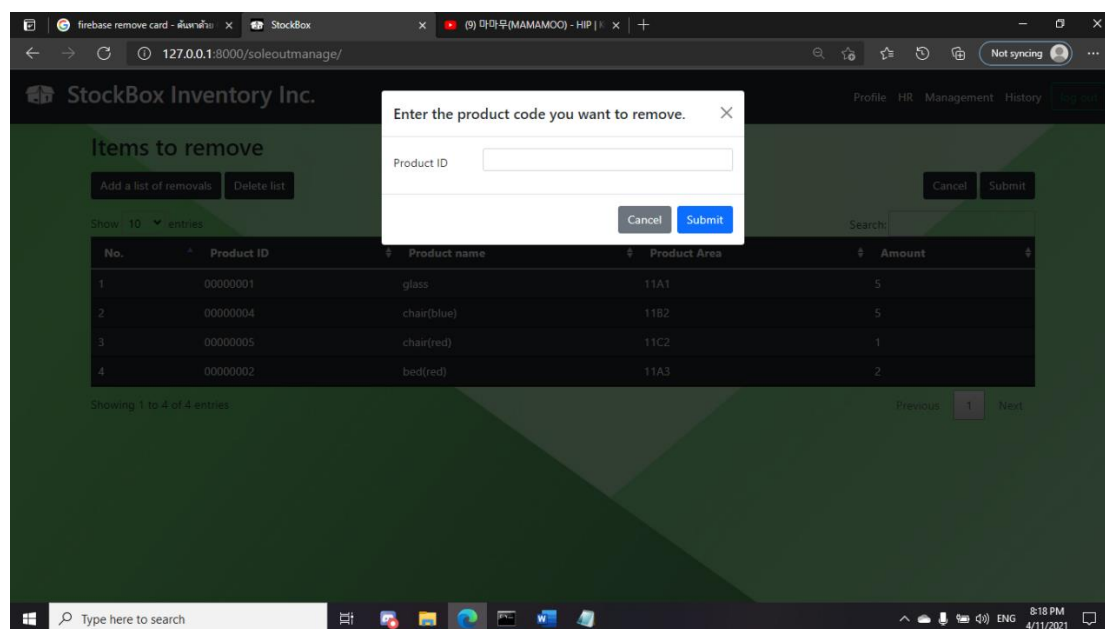 firebase remove card - ค้นหาด้วย
StockBox
(9) 마마무(MAMAMOO) - HIP | K
127.0.0.1:8000/soleoutmanage/
Not syncing
StockBox Inventory Inc.
Profile HR Management History log out
Enter the product code you want to remove.
Product ID
Cancel Submit
Items to remove
Add a list of removals Delete list
Cancel Submit
Show 10 entries
Search:
No. Product ID Product name Product Area Amount
1 00000001 glass 11A1 5
2 00000004 chair(blue) 11B2 5
3 00000005 chair(red) 11C2 1
4 00000002 bed(red) 11A3 2
Showing 1 to 4 of 4 entries
Previous 1 Next
Type here to search
ENG
8:18 PM
4/11/2021